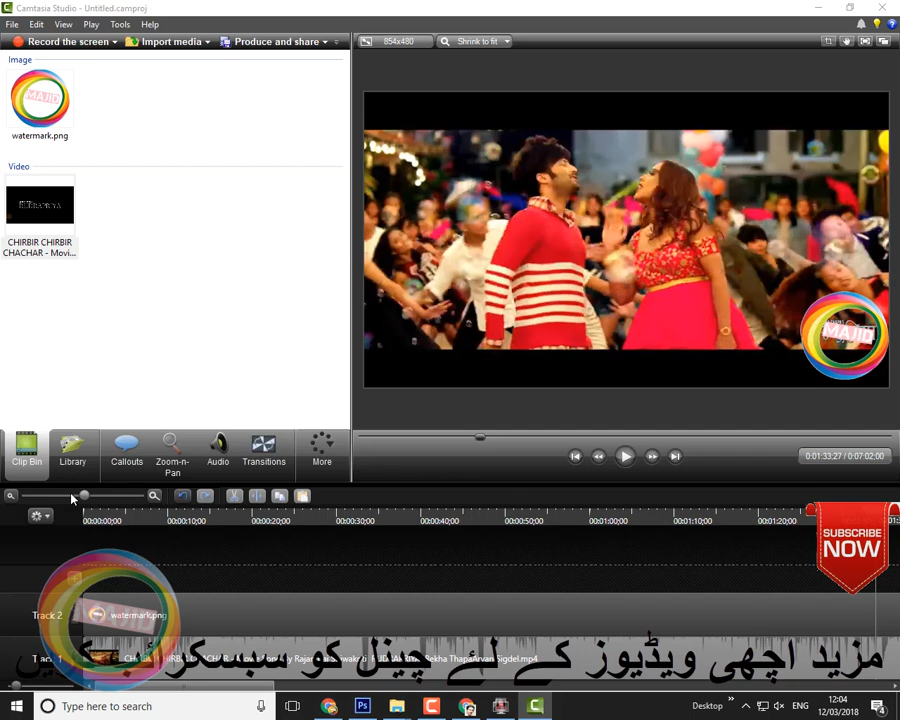 Camtasia Studio - Untitled.camproj
File Edit View Play Tools Help
Record the screen Import media Produce and share
854x480 Shrink to fit
Image
MAJID
watermark.png
Video
CHIRBIR CHIRBIR
CHACHAR - Movi...
MAJID
Clip Bin Library Callouts Zoom-n-Pan Audio Transitions More
0:01:33;27 / 0:07:02;00
00:00:00;00 00:00:10;00 00:00:20;00 00:00:30;00 00:00:40;00 00:00:50;00 00:01:00;00 00:01:10;00 00:01:20;00
SUBSCRIBE
NOW
Track 2 watermark.png
مزید اچھی ویڈیوز کے لئے چینل کو سبسکرائب کریں
Type here to search
Desktop ENG 12:04
12/03/2018